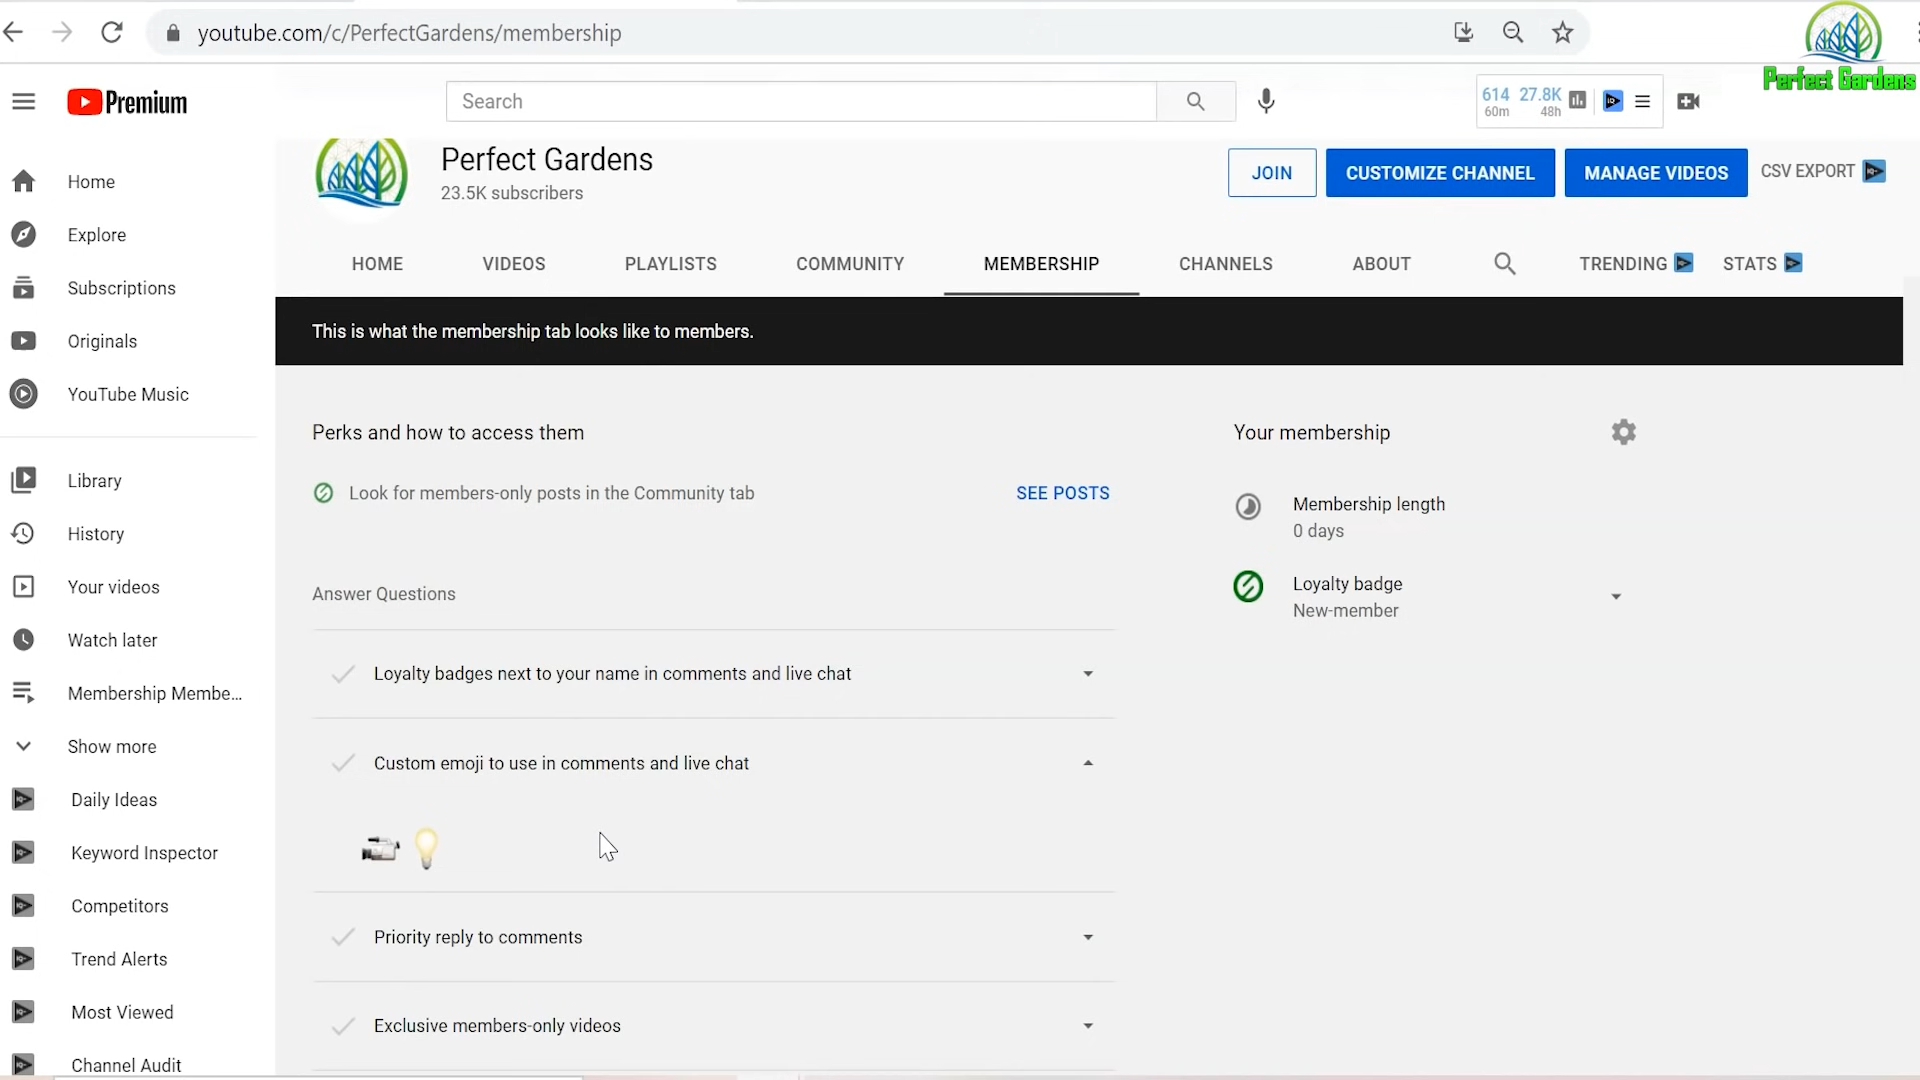 youtube.com/c/PerfectGardens/membership
Perfect Gardens
Premium
Search
614 27.8K
60m 48h
Home
Explore
Subscriptions
Originals
YouTube Music
Library
History
Your videos
Watch later
Membership Membe...
Show more
Daily Ideas
Keyword Inspector
Competitors
Trend Alerts
Most Viewed
Channel Audit
Perfect Gardens
23.5K subscribers
JOIN
CUSTOMIZE CHANNEL
MANAGE VIDEOS
CSV EXPORT
HOME VIDEOS PLAYLISTS COMMUNITY MEMBERSHIP CHANNELS ABOUT TRENDING STATS
This is what the membership tab looks like to members.
Perks and how to access them
Look for members-only posts in the Community tab SEE POSTS
Answer Questions
Loyalty badges next to your name in comments and live chat
Custom emoji to use in comments and live chat
Priority reply to comments
Exclusive members-only videos
Your membership
Membership length
0 days
Loyalty badge
New-member